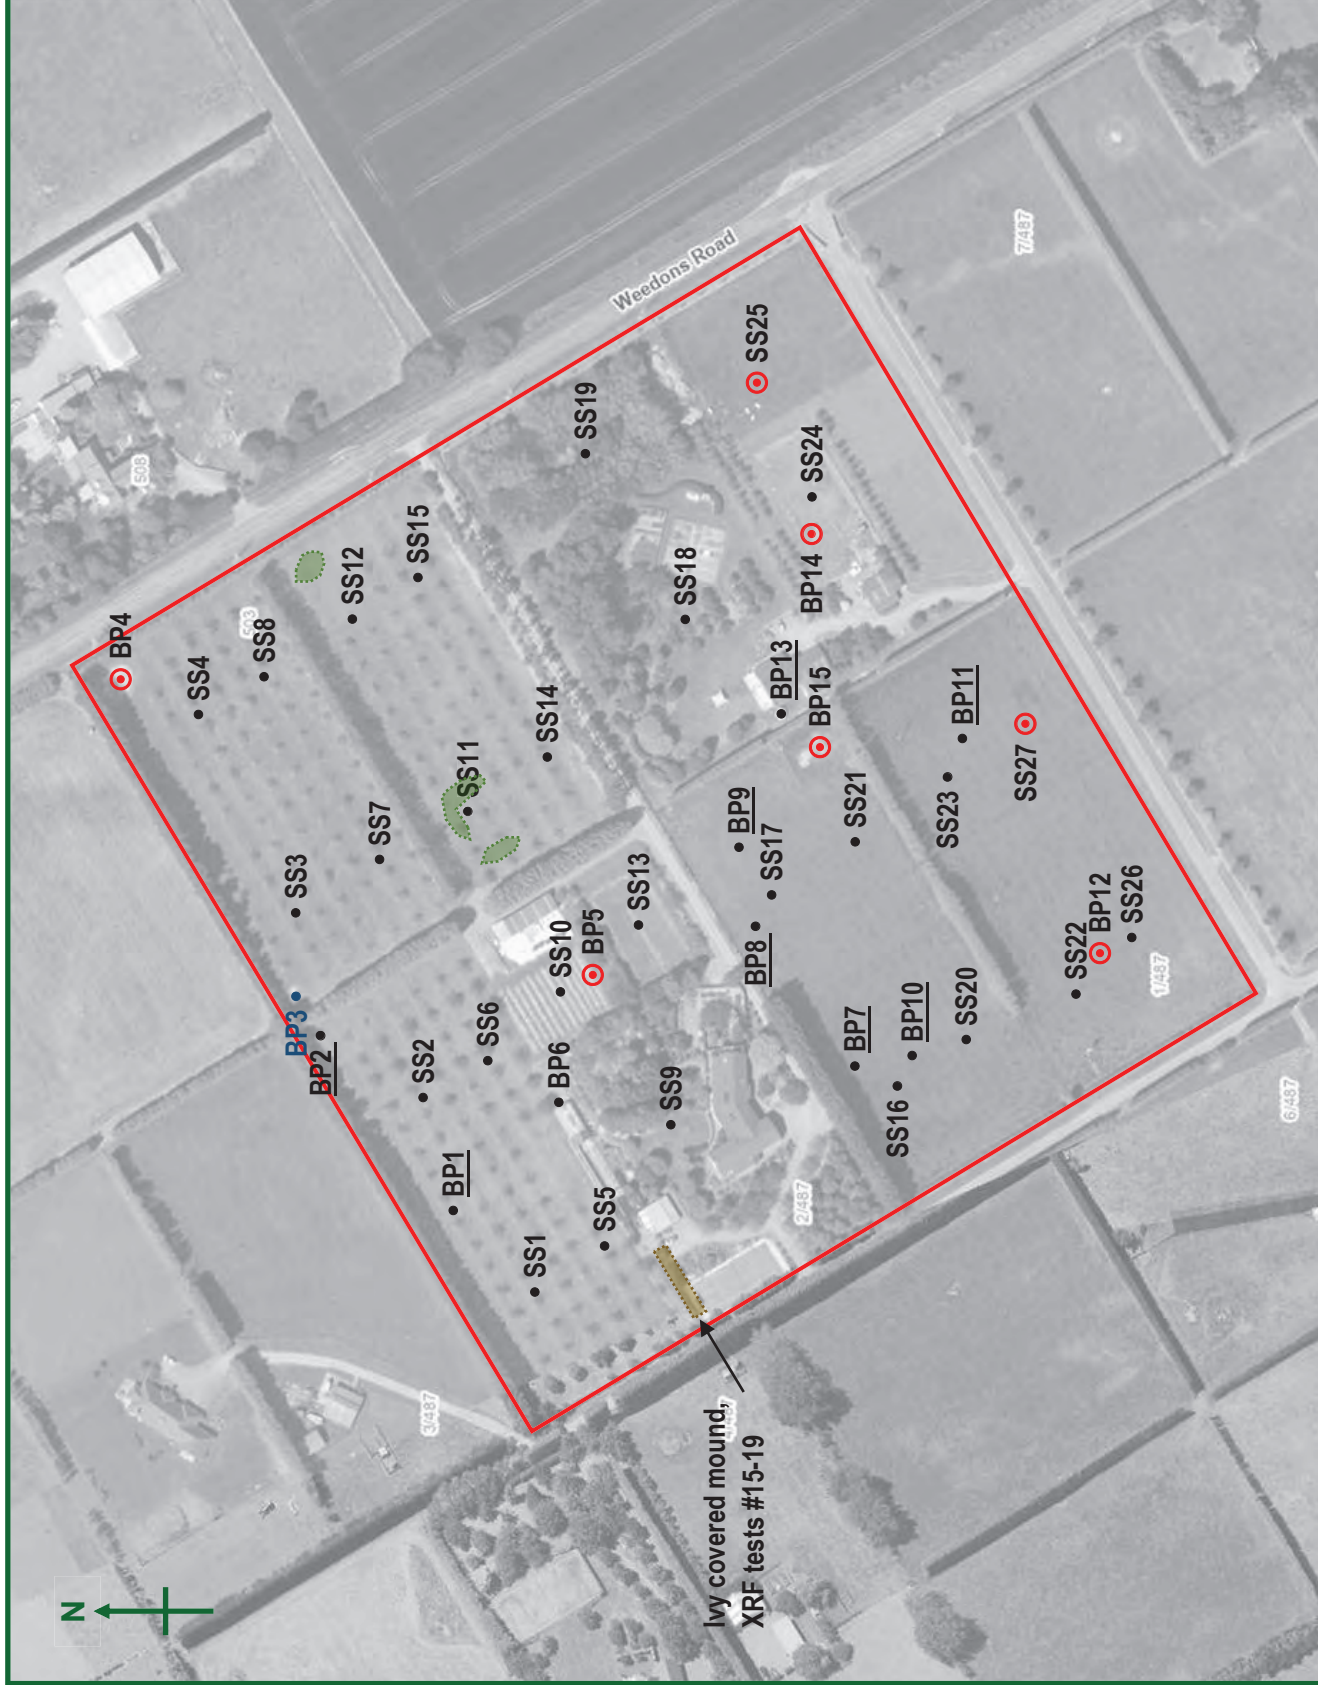 N
BP4
SS4
SS8
503
508
SS12
SS15
SS3
SS7
SS11
SS14
BP3
BP2
SS2
SS6
SS10
BP5
SS13
BP1
BP6
SS9
SS1
SS5
Weedons Road
SS19
SS25
SS18
SS24
BP14
BP13
BP15
BP9
SS17
BP8
SS21
BP11
SS23
SS27
BP7
BP10
SS16
SS20
SS22
BP12
SS26
7/487
1/487
6/487
2/487
3/487
Ivy covered mound,
XRF tests #15-19